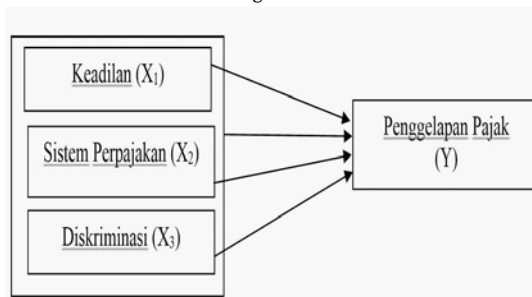 Keadilan (X₁)
Sistem Perpajakan (X₂)
Diskriminasi (X₃)
Penggelapan Pajak
(Y)